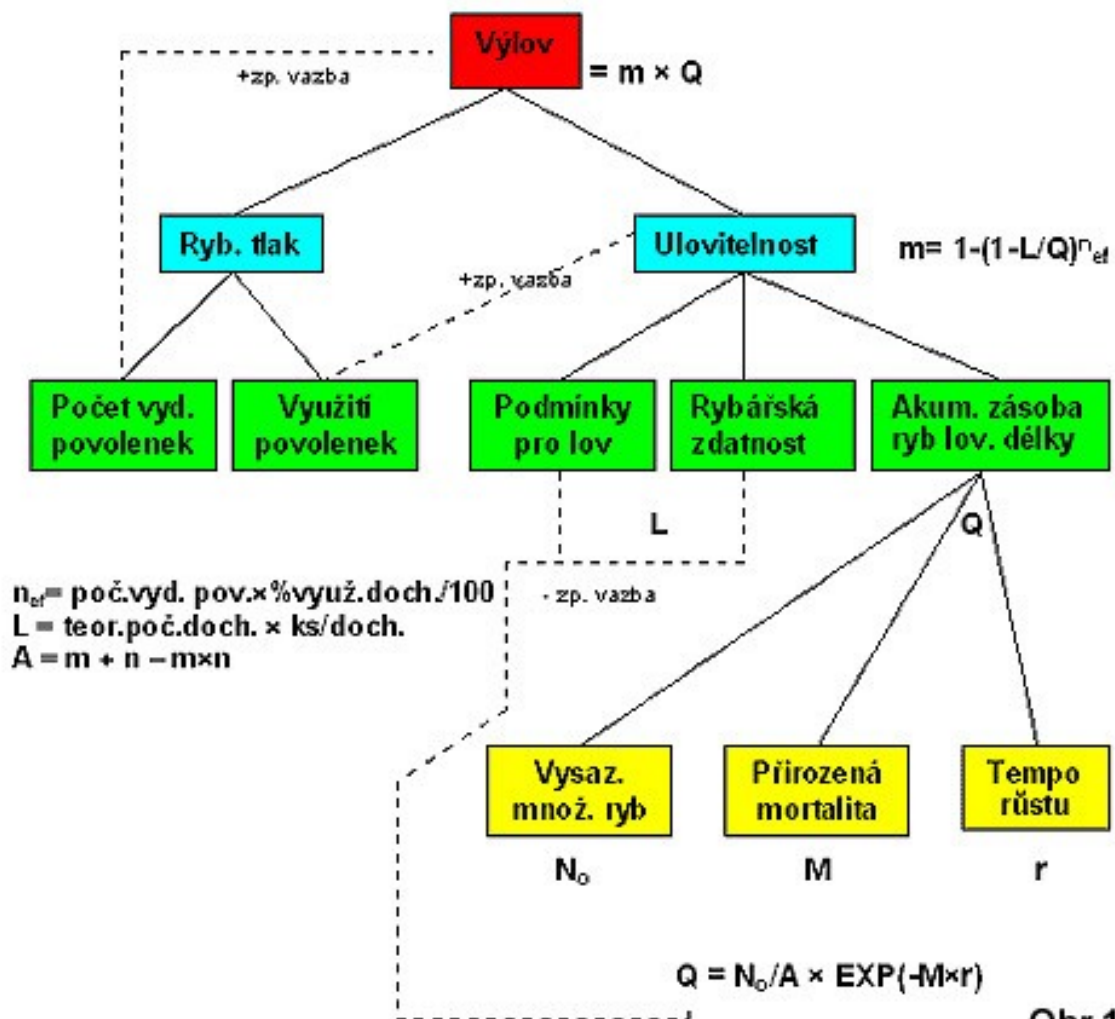 Výlov
+zp. vazba
= m × Q
Ryb. tlak
Ulovitelnost
m= 1-(1-L/Q)ⁿef
+zp. vazba
Počet vyd.
povolenek
Využití
povolenek
Podmínky
pro lov
Rybářská
zdatnost
Akum. zásoba
ryb lov. délky
L
Q
nef= poč.vyd. pov.×%využ.doch./100
L = teor.poč.doch. × ks/doch.
A = m + n – m×n
- zp. vazba
Vysaz.
množ. ryb
Přirozená
mortalita
Tempo
růstu
No
M
r
Q = No/A × EXP(-M×r)